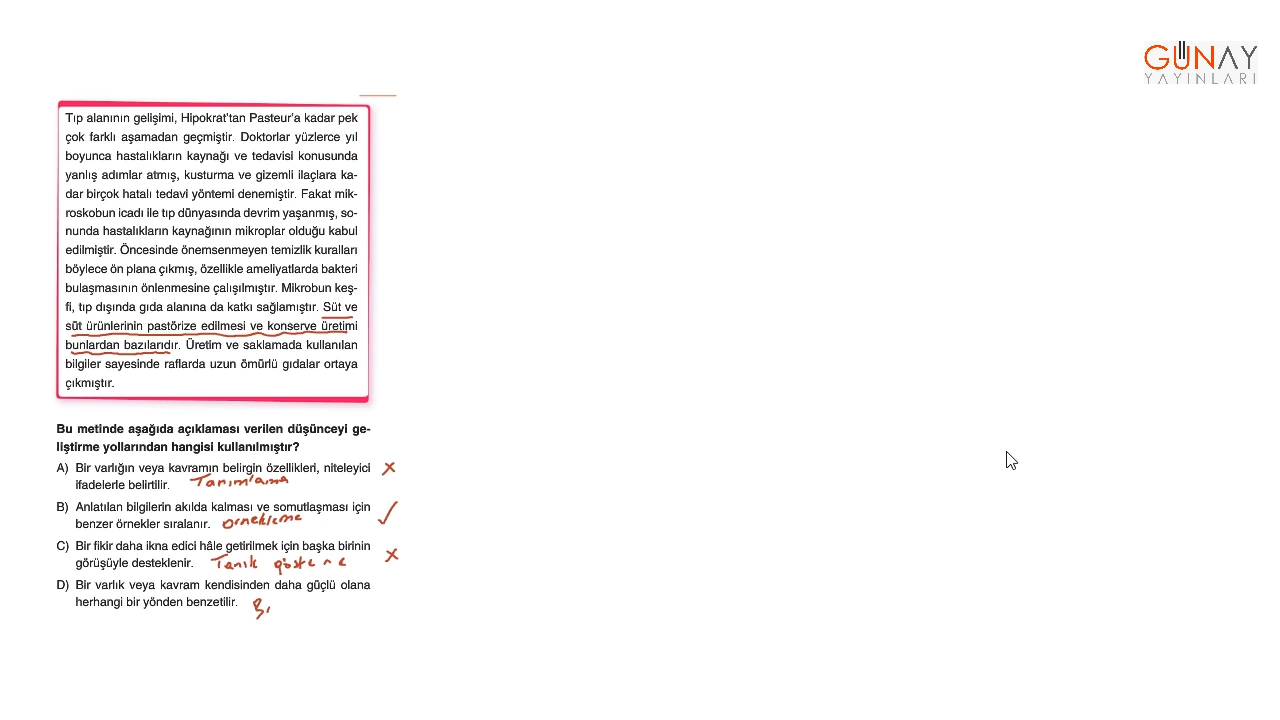 GÜNAY
YAYINLARI
Tıp alanının gelişimi, Hipokrat'tan Pasteur'a kadar pek
çok farklı aşamadan geçmiştir. Doktorlar yüzlerce yıl
boyunca hastalıkların kaynağı ve tedavisi konusunda
yanlış adımlar atmış, kusturma ve gizemli ilaçlara ka-
dar birçok hatalı tedavi yöntemi denemiştir. Fakat mik-
roskobun icadı ile tıp dünyasında devrim yaşanmış, so-
nunda hastalıkların kaynağının mikroplar olduğu kabul
edilmiştir. Öncesinde önemsenmeyen temizlik kuralları
böylece ön plana çıkmış, özellikle ameliyatlarda bakteri
bulaşmasının önlenmesine çalışılmıştır. Mikrobun keş-
fi, tıp dışında gıda alanına da katkı sağlamıştır. Süt ve
süt ürünlerinin pastörize edilmesi ve konserve üretimi
bunlardan bazılarıdır. Üretim ve saklamada kullanılan
bilgiler sayesinde raflarda uzun ömürlü gıdalar ortaya
çıkmıştır.
Bu metinde aşağıda açıklaması verilen düşünceyi ge-
liştirme yollarından hangisi kullanılmıştır?
A) Bir varlığın veya kavramın belirgin özellikleri, niteleyici
ifadelerle belirtilir. Tanımlama
B) Anlatılan bilgilerin akılda kalması ve somutlaşması için
benzer örnekler sıralanır. örnekleme
C) Bir fikir daha ikna edici hâle getirilmek için başka birinin
görüşüyle desteklenir. Tanık gösterme
D) Bir varlık veya kavram kendisinden daha güçlü olana
herhangi bir yönden benzetilir.